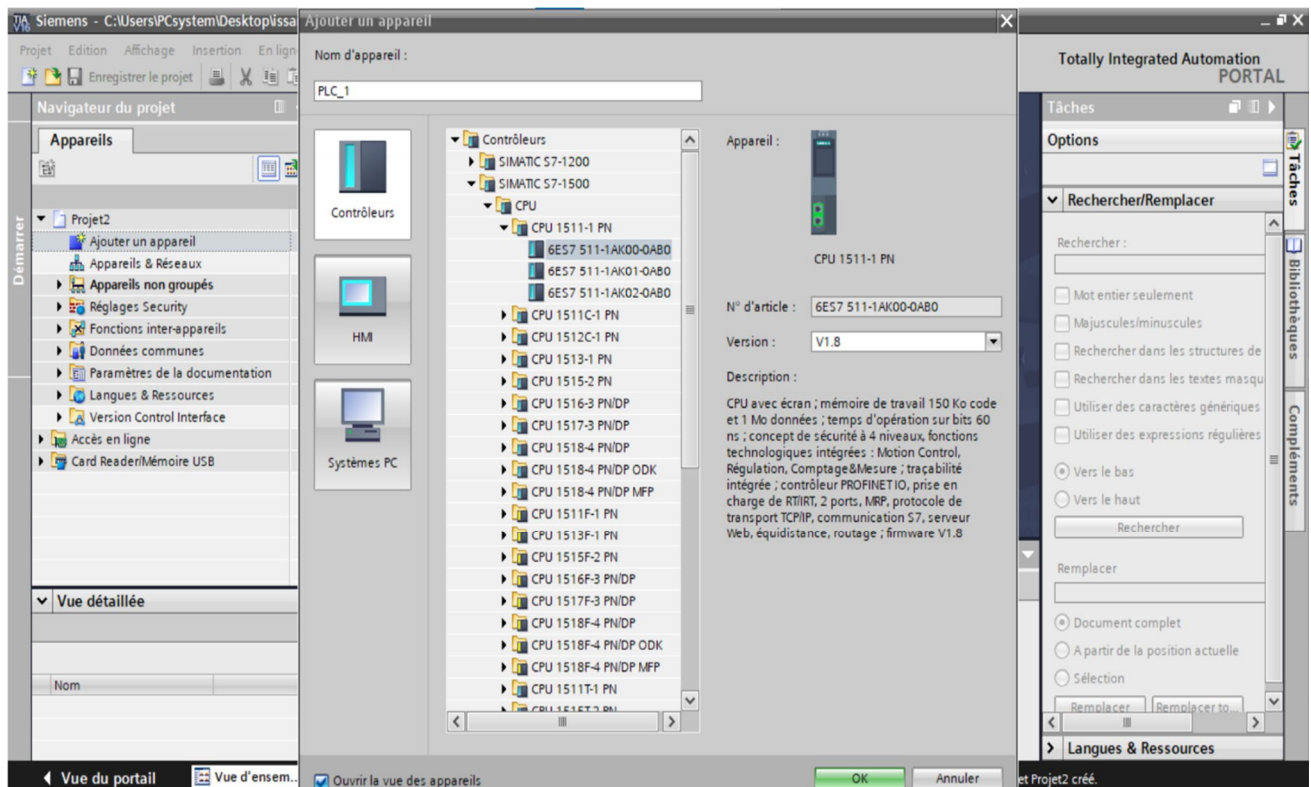 TIA V16 Siemens - C:\Users\PCsystem\Desktop\issa
Projet Edition Affichage Insertion En lign
Enregistrer le projet
Navigateur du projet
Appareils
Démarrer
Projet2
Ajouter un appareil
Appareils & Réseaux
Appareils non groupés
Réglages Security
Fonctions inter-appareils
Données communes
Paramètres de la documentation
Langues & Ressources
Version Control Interface
Accès en ligne
Card Reader/Mémoire USB
Vue détaillée
Nom
Vue du portail
Vue d'ensem...
Ajouter un appareil
Nom d'appareil :
PLC_1
Contrôleurs
HMI
Systèmes PC
Contrôleurs
SIMATIC S7-1200
SIMATIC S7-1500
CPU
CPU 1511-1 PN
6ES7 511-1AK00-0AB0
6ES7 511-1AK01-0AB0
6ES7 511-1AK02-0AB0
CPU 1511C-1 PN
CPU 1512C-1 PN
CPU 1513-1 PN
CPU 1515-2 PN
CPU 1516-3 PN/DP
CPU 1517-3 PN/DP
CPU 1518-4 PN/DP
CPU 1518-4 PN/DP ODK
CPU 1518-4 PN/DP MFP
CPU 1511F-1 PN
CPU 1513F-1 PN
CPU 1515F-2 PN
CPU 1516F-3 PN/DP
CPU 1517F-3 PN/DP
CPU 1518F-4 PN/DP
CPU 1518F-4 PN/DP ODK
CPU 1518F-4 PN/DP MFP
CPU 1511T-1 PN
CPU 1515T-2 PN
Appareil :
CPU 1511-1 PN
N° d'article : 6ES7 511-1AK00-0AB0
Version : V1.8
Description :
CPU avec écran ; mémoire de travail 150 Ko code
et 1 Mo données ; temps d'opération sur bits 60
ns ; concept de sécurité à 4 niveaux, fonctions
technologiques intégrées : Motion Control,
Régulation, Comptage&Mesure ; traçabilité
intégrée ; contrôleur PROFINET IO, prise en
charge de RT/IRT, 2 ports, MRP, protocole de
transport TCP/IP, communication S7, serveur
Web, équidistance, routage ; firmware V1.8
Ouvrir la vue des appareils
OK Annuler
Totally Integrated Automation
PORTAL
Tâches
Options
Rechercher/Remplacer
Rechercher :
Mot entier seulement
Majuscules/minuscules
Rechercher dans les structures de
Rechercher dans les textes masqu
Utiliser des caractères génériques
Utiliser des expressions régulières
Vers le bas
Vers le haut
Rechercher
Remplacer
Document complet
A partir de la position actuelle
Sélection
Remplacer Remplacer to...
Langues & Ressources
Tâches
Bibliothèques
Compléments
et Projet2 créé.